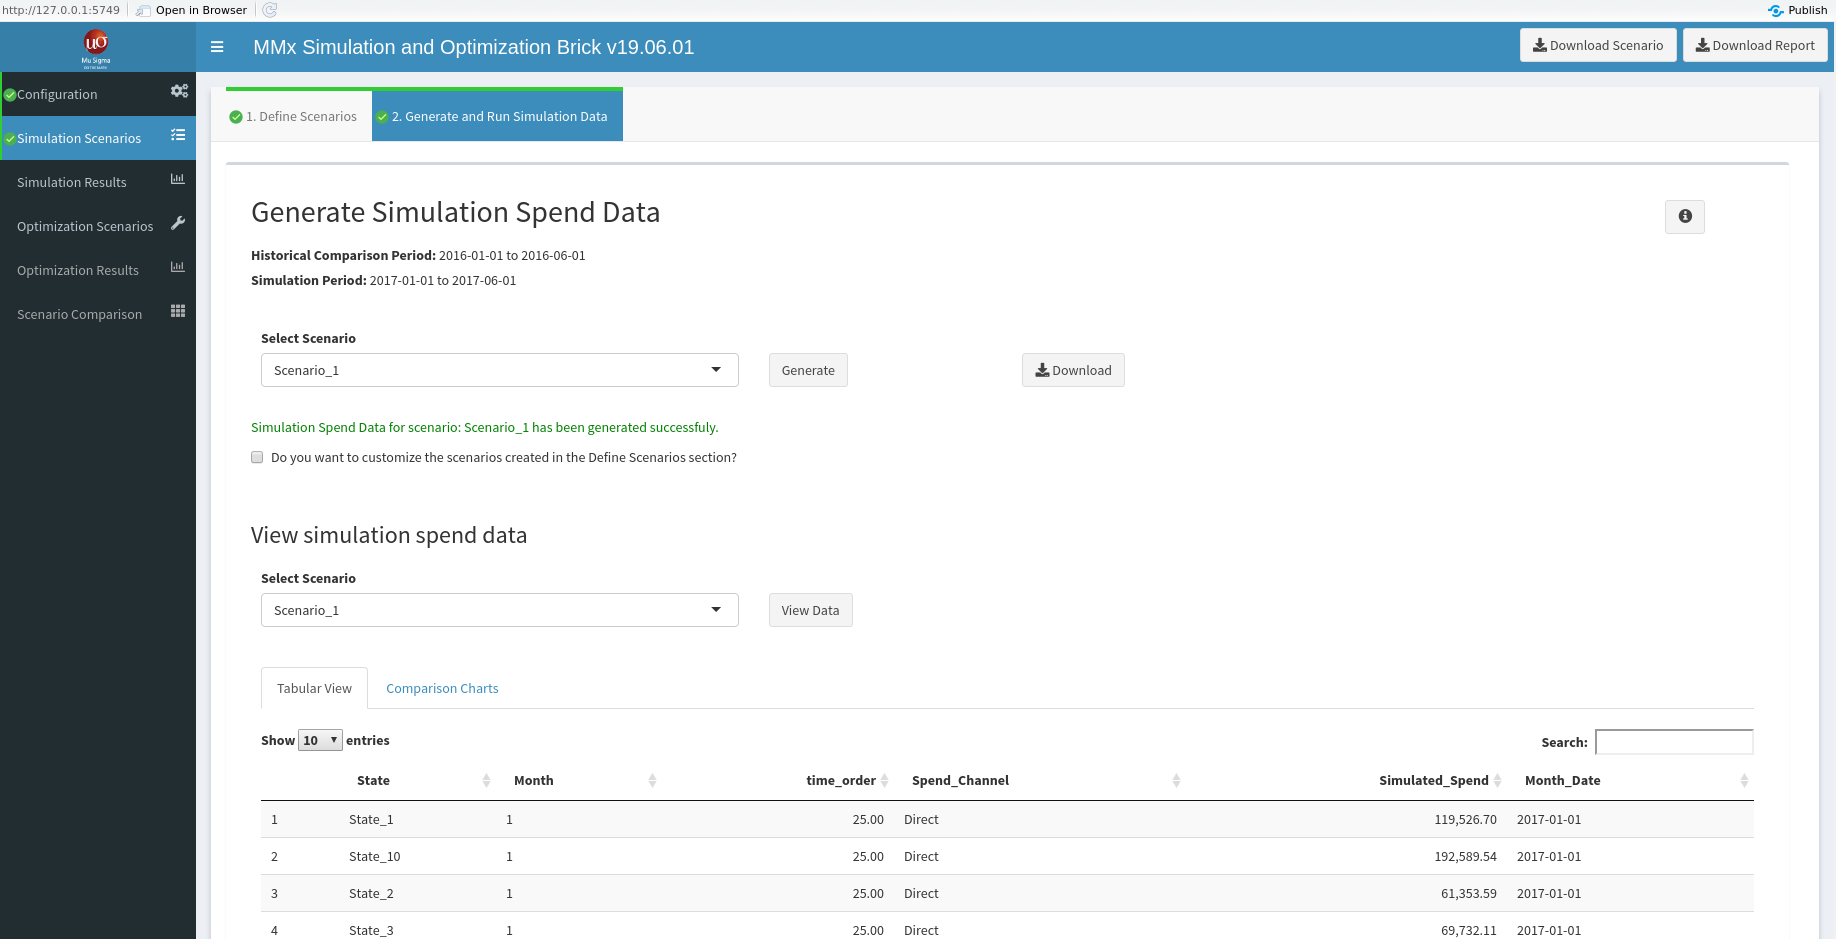 http://127.0.0.1:5749 Open in Browser Publish
Mu Sigma
MMx Simulation and Optimization Brick v19.06.01
Download Scenario
Download Report
Configuration
Simulation Scenarios
Simulation Results
Optimization Scenarios
Optimization Results
Scenario Comparison
1. Define Scenarios
2. Generate and Run Simulation Data
Generate Simulation Spend Data
Historical Comparison Period: 2016-01-01 to 2016-06-01
Simulation Period: 2017-01-01 to 2017-06-01
Select Scenario
Scenario_1
Generate
Download
Simulation Spend Data for scenario: Scenario_1 has been generated successfuly.
Do you want to customize the scenarios created in the Define Scenarios section?
View simulation spend data
Select Scenario
Scenario_1
View Data
Tabular View
Comparison Charts
Show 10 entries
Search:
State Month time_order Spend_Channel Simulated_Spend Month_Date
1 State_1 1 25.00 Direct 119,526.70 2017-01-01
2 State_10 1 25.00 Direct 192,589.54 2017-01-01
3 State_2 1 25.00 Direct 61,353.59 2017-01-01
4 State_3 1 25.00 Direct 69,732.11 2017-01-01